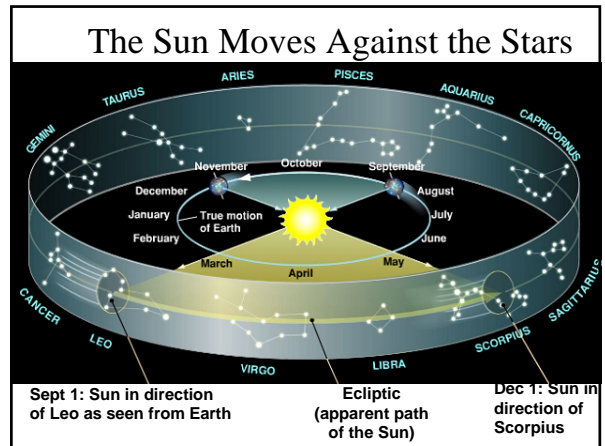 The Sun Moves Against the Stars
PISCES
ARIES
AQUARIUS
TAURUS
CAPRICORNUS
GEMINI
October
November
September
December
August
January
True motion
of Earth
July
February
June
March
May
April
CANCER
LEO
VIRGO
LIBRA
SCORPIUS
SAGITTARIUS
Sept 1: Sun in direction
of Leo as seen from Earth
Ecliptic
(apparent path
of the Sun)
Dec 1: Sun in
direction of
Scorpius